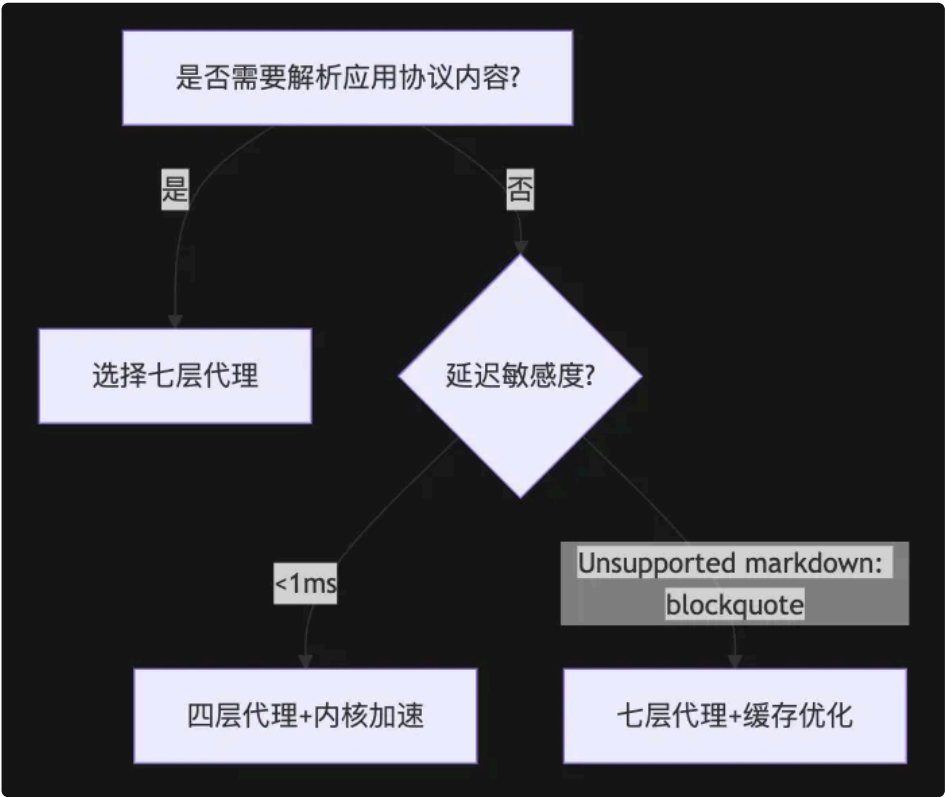 是否需要解析应用协议内容?
是
否
选择七层代理
延迟敏感度?
<1ms
Unsupported markdown:
blockquote
四层代理+内核加速
七层代理+缓存优化